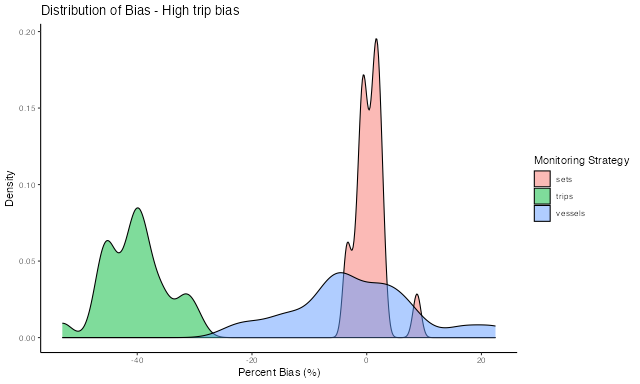 Distribution of Bias - High trip bias
Density
0.20
0.15
0.10
0.05
0.00
-40
-20
0
20
Percent Bias (%)
Monitoring Strategy
sets
trips
vessels